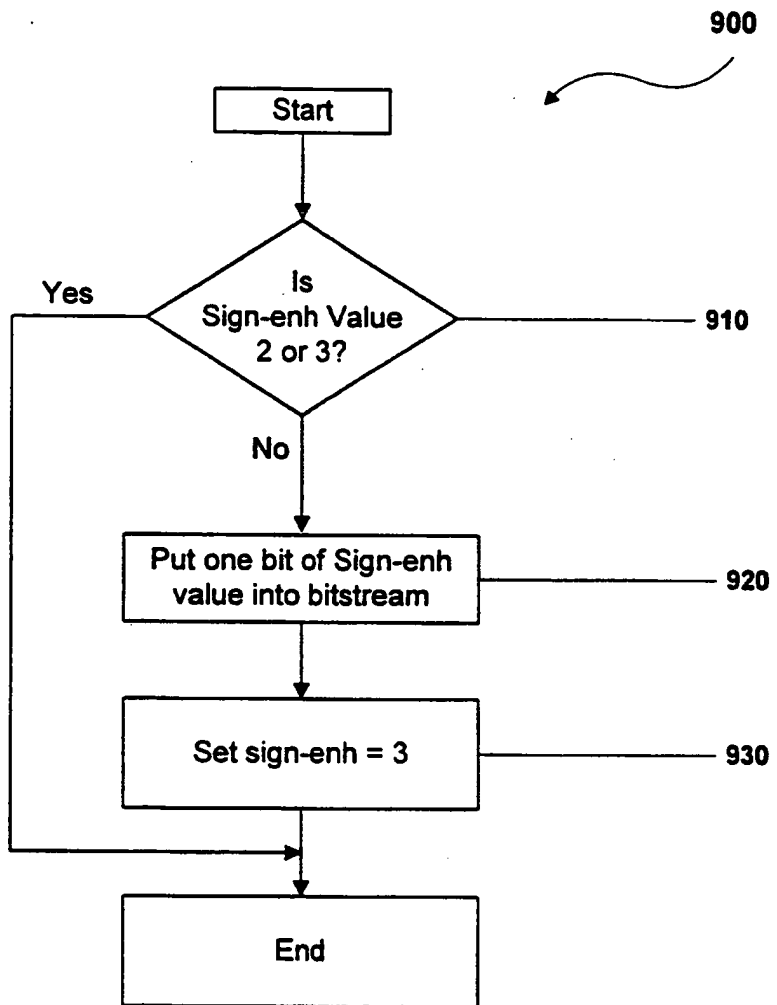 900
Start
Is
Sign-enh Value
2 or 3?
Yes
910
No
Put one bit of Sign-enh
value into bitstream
920
Set sign-enh = 3
930
End